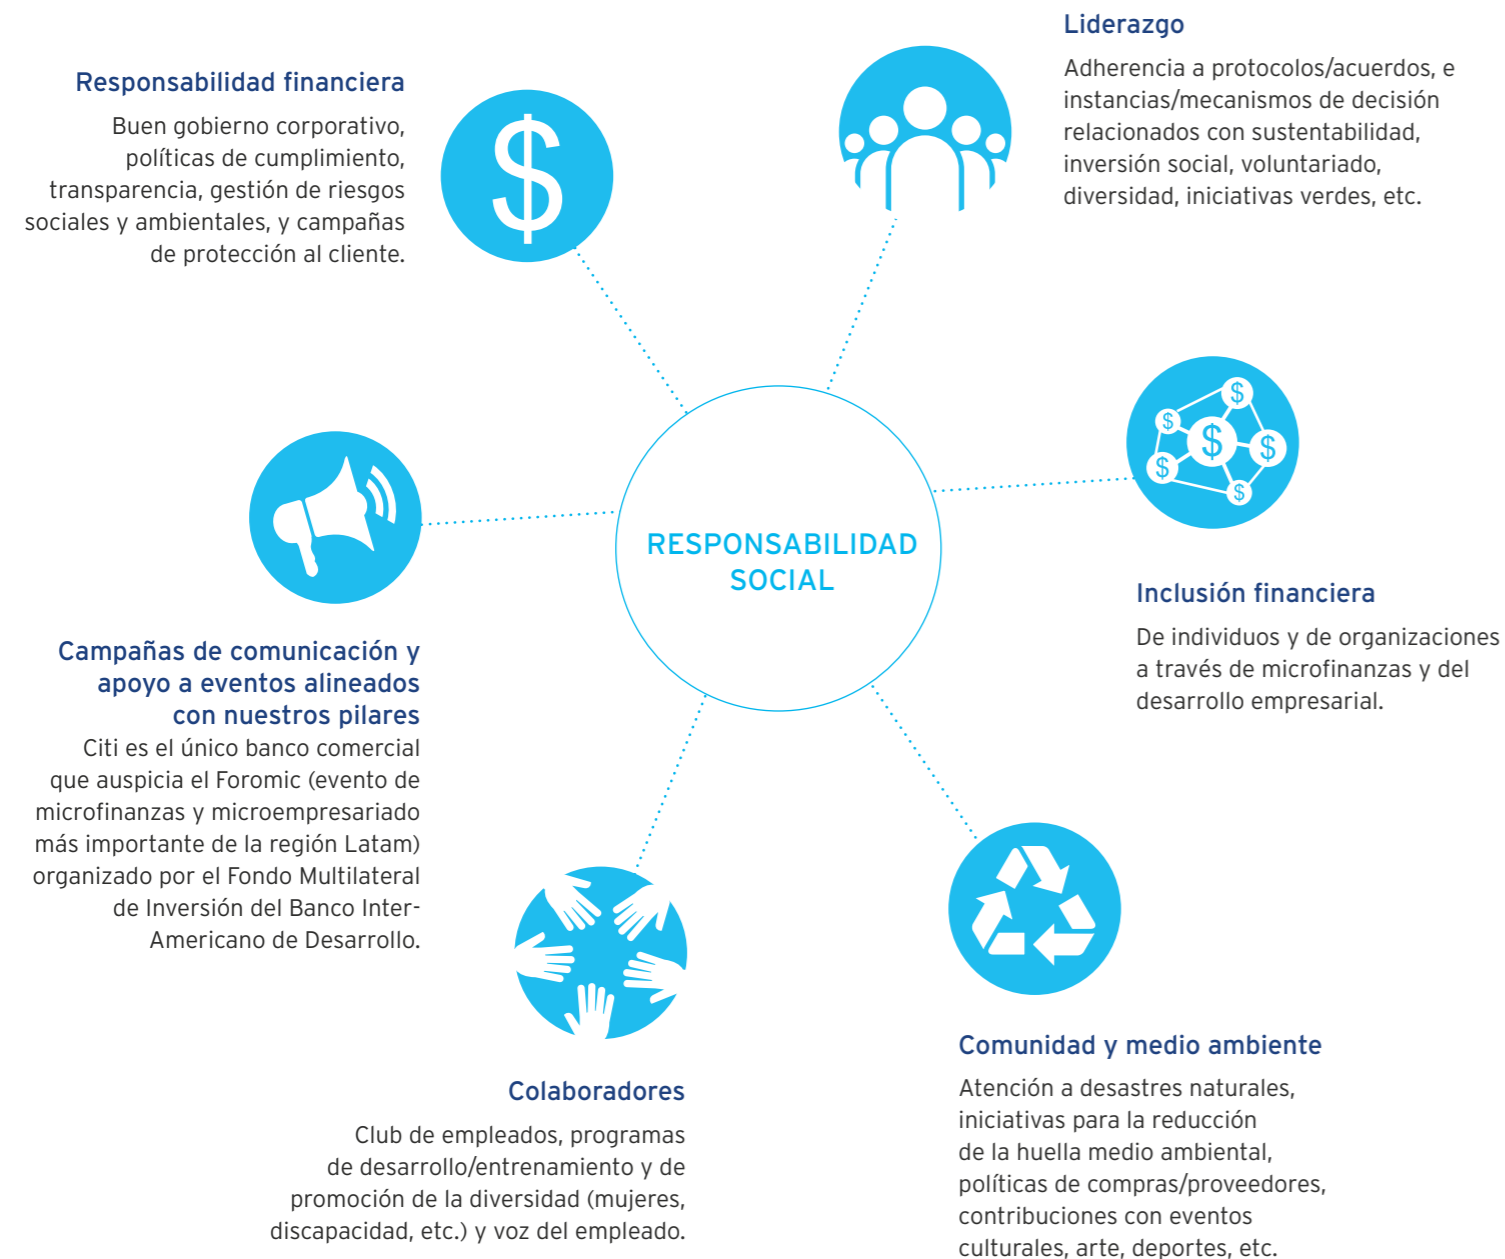 Liderazgo
Adherencia a protocolos/acuerdos, e
instancias/mecanismos de decisión
relacionados con sustentabilidad,
inversión social, voluntariado,
diversidad, iniciativas verdes, etc.
Responsabilidad financiera
Buen gobierno corporativo,
políticas de cumplimiento,
transparencia, gestión de riesgos
sociales y ambientales, y campañas
de protección al cliente.
$
$
$
$
$
$
$
$
RESPONSABILIDAD
SOCIAL
Inclusión financiera
De individuos y de organizaciones
a través de microfinanzas y del
desarrollo empresarial.
Campañas de comunicación y
apoyo a eventos alineados
con nuestros pilares
Citi es el único banco comercial
que auspicia el Foromic (evento de
microfinanzas y microempresariado
más importante de la región Latam)
organizado por el Fondo Multilateral
de Inversión del Banco Inter-
Americano de Desarrollo.
Colaboradores
Club de empleados, programas
de desarrollo/entrenamiento y de
promoción de la diversidad (mujeres,
discapacidad, etc.) y voz del empleado.
Comunidad y medio ambiente
Atención a desastres naturales,
iniciativas para la reducción
de la huella medio ambiental,
políticas de compras/proveedores,
contribuciones con eventos
culturales, arte, deportes, etc.